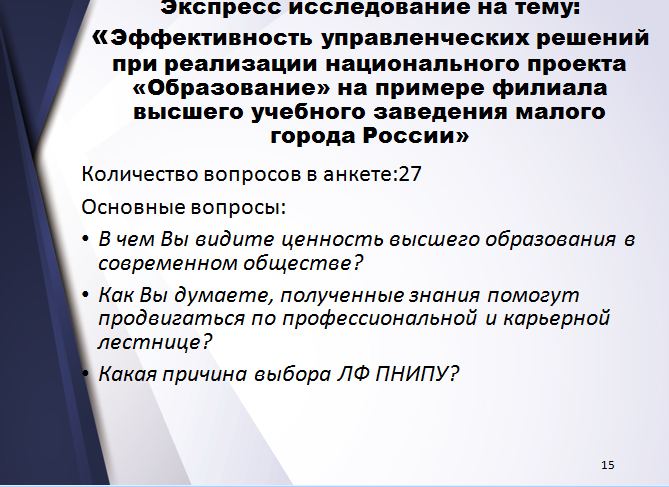 Экспресс исследование на тему:
«Эффективность управленческих решений
при реализации национального проекта
«Образование» на примере филиала
высшего учебного заведения малого
города России»
Количество вопросов в анкете:27
Основные вопросы:
• В чем Вы видите ценность высшего образования в
современном обществе?
• Как Вы думаете, полученные знания помогут
продвигаться по профессиональной и карьерной
лестнице?
• Какая причина выбора ЛФ ПНИПУ?
15